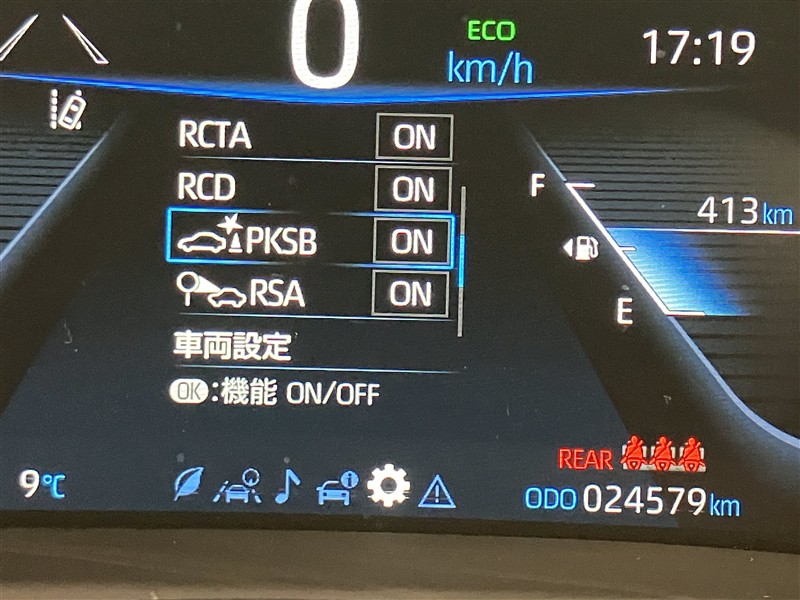 0
ECO
km/h
17:19
RCTA ON
RCD ON
PKSB ON
RSA ON
車両設定
OK:機能 ON/OFF
F
413km
E
9℃
REAR
ODO 024579km